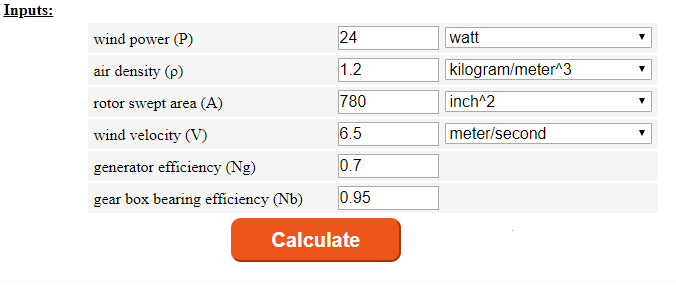 Inputs:
wind power (P) 24 watt
air density (ρ) 1.2 kilogram/meter^3
rotor swept area (A) 780 inch^2
wind velocity (V) 6.5 meter/second
generator efficiency (Ng) 0.7
gear box bearing efficiency (Nb) 0.95
Calculate